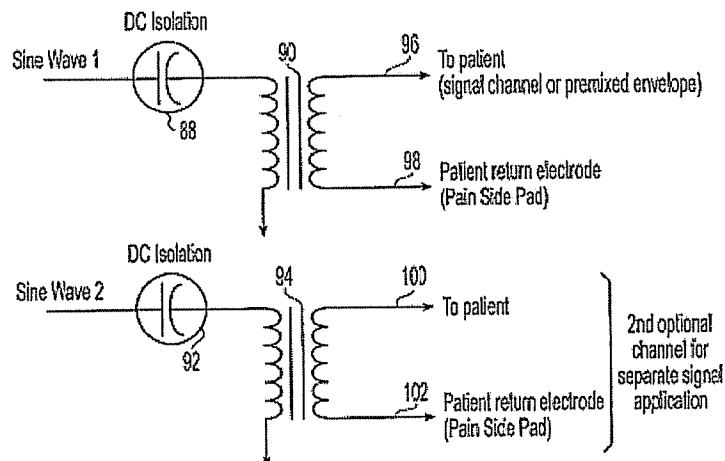 DC Isolation
Sine Wave 1
88
90
96
To patient
(signal channel or premixed envelope)
98
Patient return electrode
(Pain Side Pad)
DC Isolation
Sine Wave 2
92
94
100
To patient
102
Patient return electrode
(Pain Side Pad)
2nd optional
channel for
separate signal
application